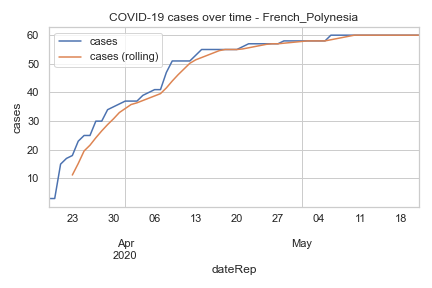 COVID-19 cases over time - French_Polynesia
cases
cases (rolling)
60
50
40
30
20
10
cases
23 30 06 13 20 27 04 11 18
Apr May
2020
dateRep